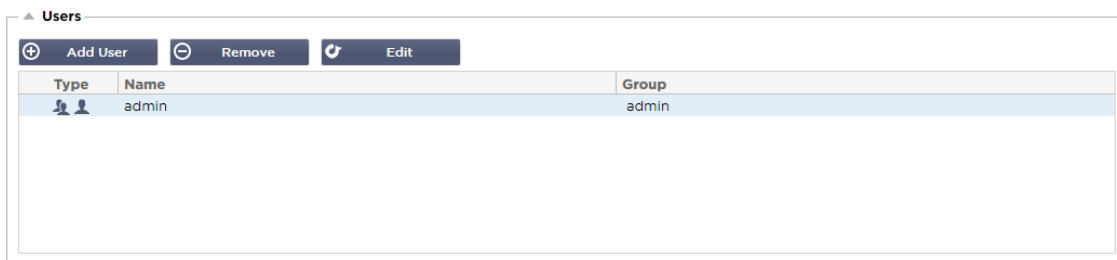 Users
Add User Remove Edit
Type Name Group
admin admin